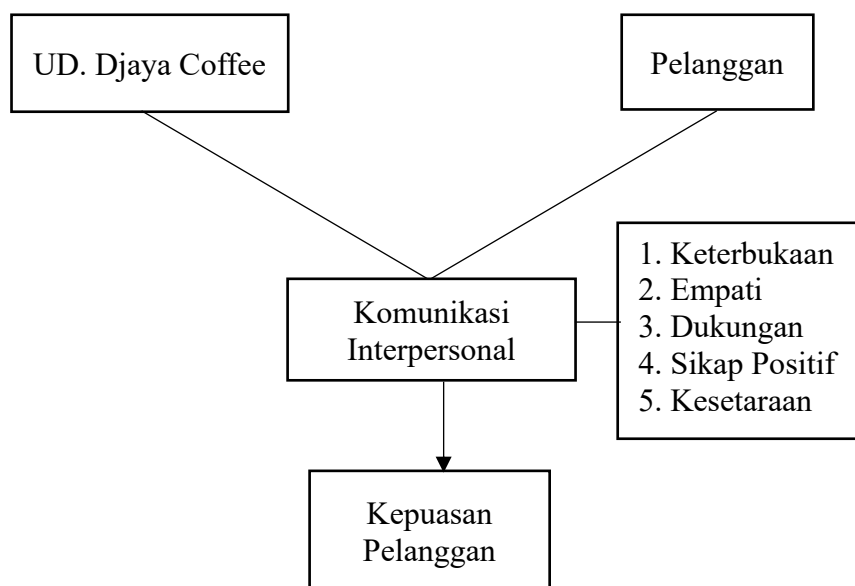 UD. Djaya Coffee
Pelanggan
Komunikasi
Interpersonal
1. Keterbukaan
2. Empati
3. Dukungan
4. Sikap Positif
5. Kesetaraan
Kepuasan
Pelanggan